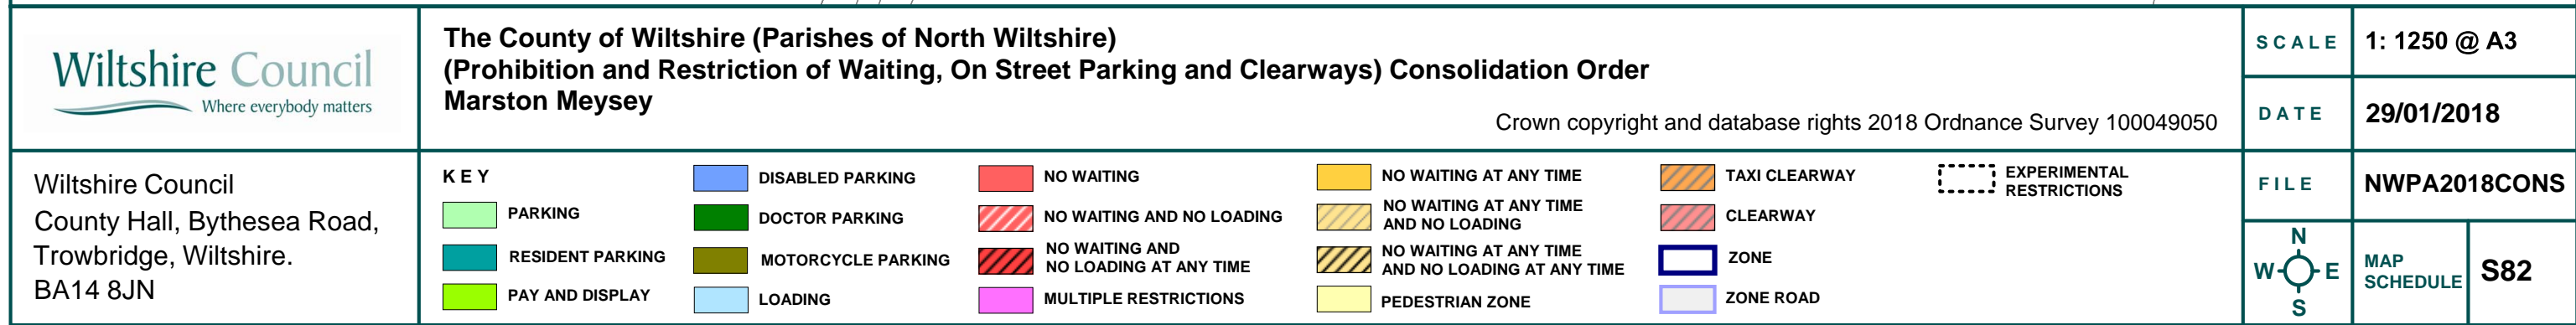 Wiltshire Council
Where everybody matters
The County of Wiltshire (Parishes of North Wiltshire)
(Prohibition and Restriction of Waiting, On Street Parking and Clearways) Consolidation Order
Marston Meysey
Crown copyright and database rights 2018 Ordnance Survey 100049050
SCALE
1: 1250 @ A3
DATE
29/01/2018
Wiltshire Council
County Hall, Bythesea Road,
Trowbridge, Wiltshire.
BA14 8JN
KEY
PARKING
RESIDENT PARKING
PAY AND DISPLAY
DISABLED PARKING
DOCTOR PARKING
MOTORCYCLE PARKING
LOADING
NO WAITING
NO WAITING AND NO LOADING
NO WAITING AND
NO LOADING AT ANY TIME
MULTIPLE RESTRICTIONS
NO WAITING AT ANY TIME
NO WAITING AT ANY TIME
AND NO LOADING
NO WAITING AT ANY TIME
AND NO LOADING AT ANY TIME
PEDESTRIAN ZONE
TAXI CLEARWAY
CLEARWAY
ZONE
ZONE ROAD
EXPERIMENTAL
RESTRICTIONS
FILE
NWPA2018CONS
N
W E
S
MAP
SCHEDULE
S82